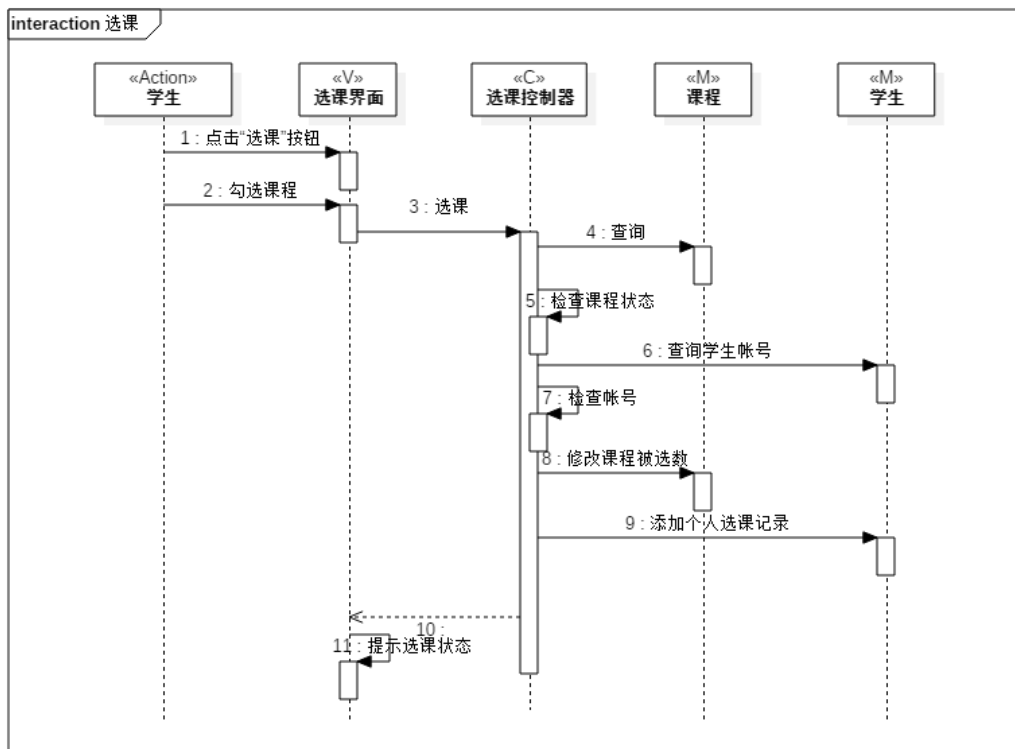 interaction 选课
«Action»
学生
«V»
选课界面
«C»
选课控制器
«M»
课程
«M»
学生
1 : 点击“选课”按钮
2 : 勾选课程
3 : 选课
4 : 查询
5 : 检查课程状态
6 : 查询学生帐号
7 : 检查帐号
8 : 修改课程被选数
9 : 添加个人选课记录
10 :
11 : 提示选课状态